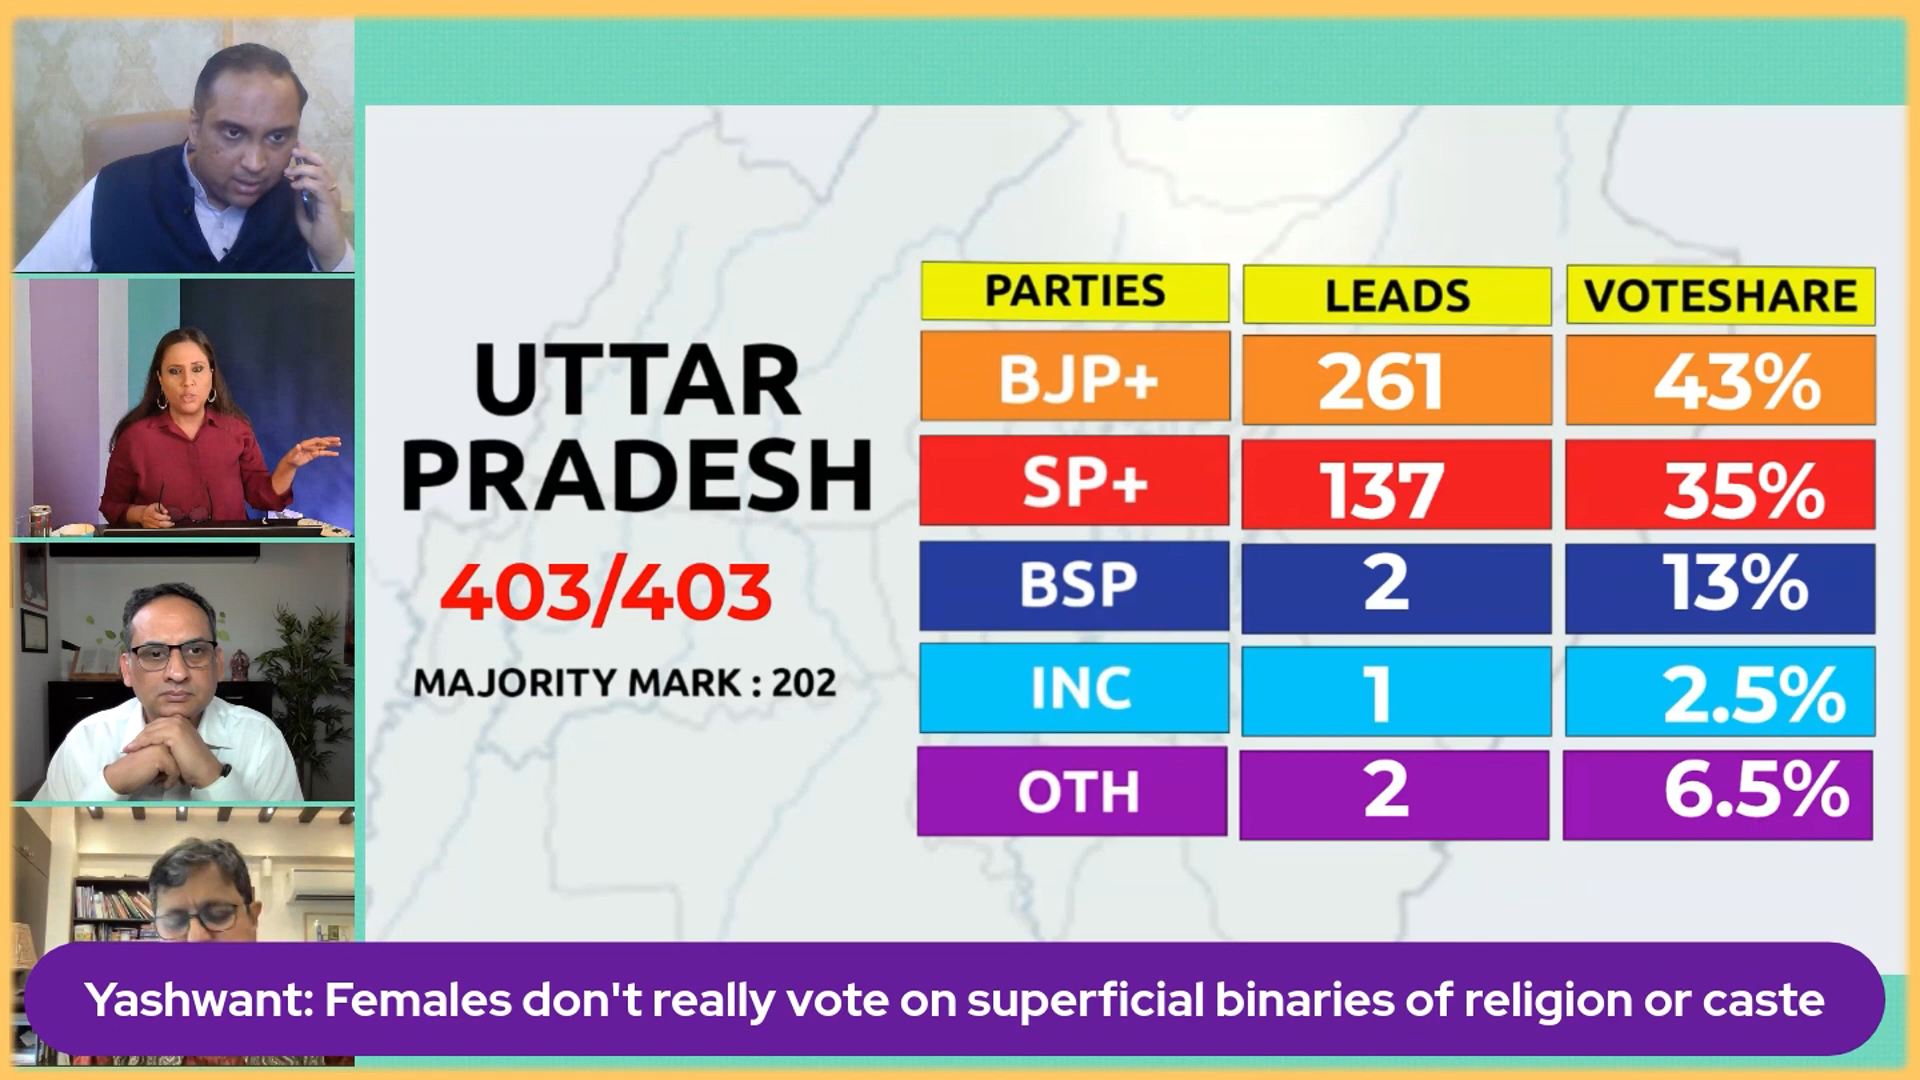 UTTAR
PRADESH
403/403
MAJORITY MARK : 202
PARTIES LEADS VOTESHARE
BJP+ 261 43%
SP+ 137 35%
BSP 2 13%
INC 1 2.5%
OTH 2 6.5%
Yashwant: Females don't really vote on superficial binaries of religion or caste